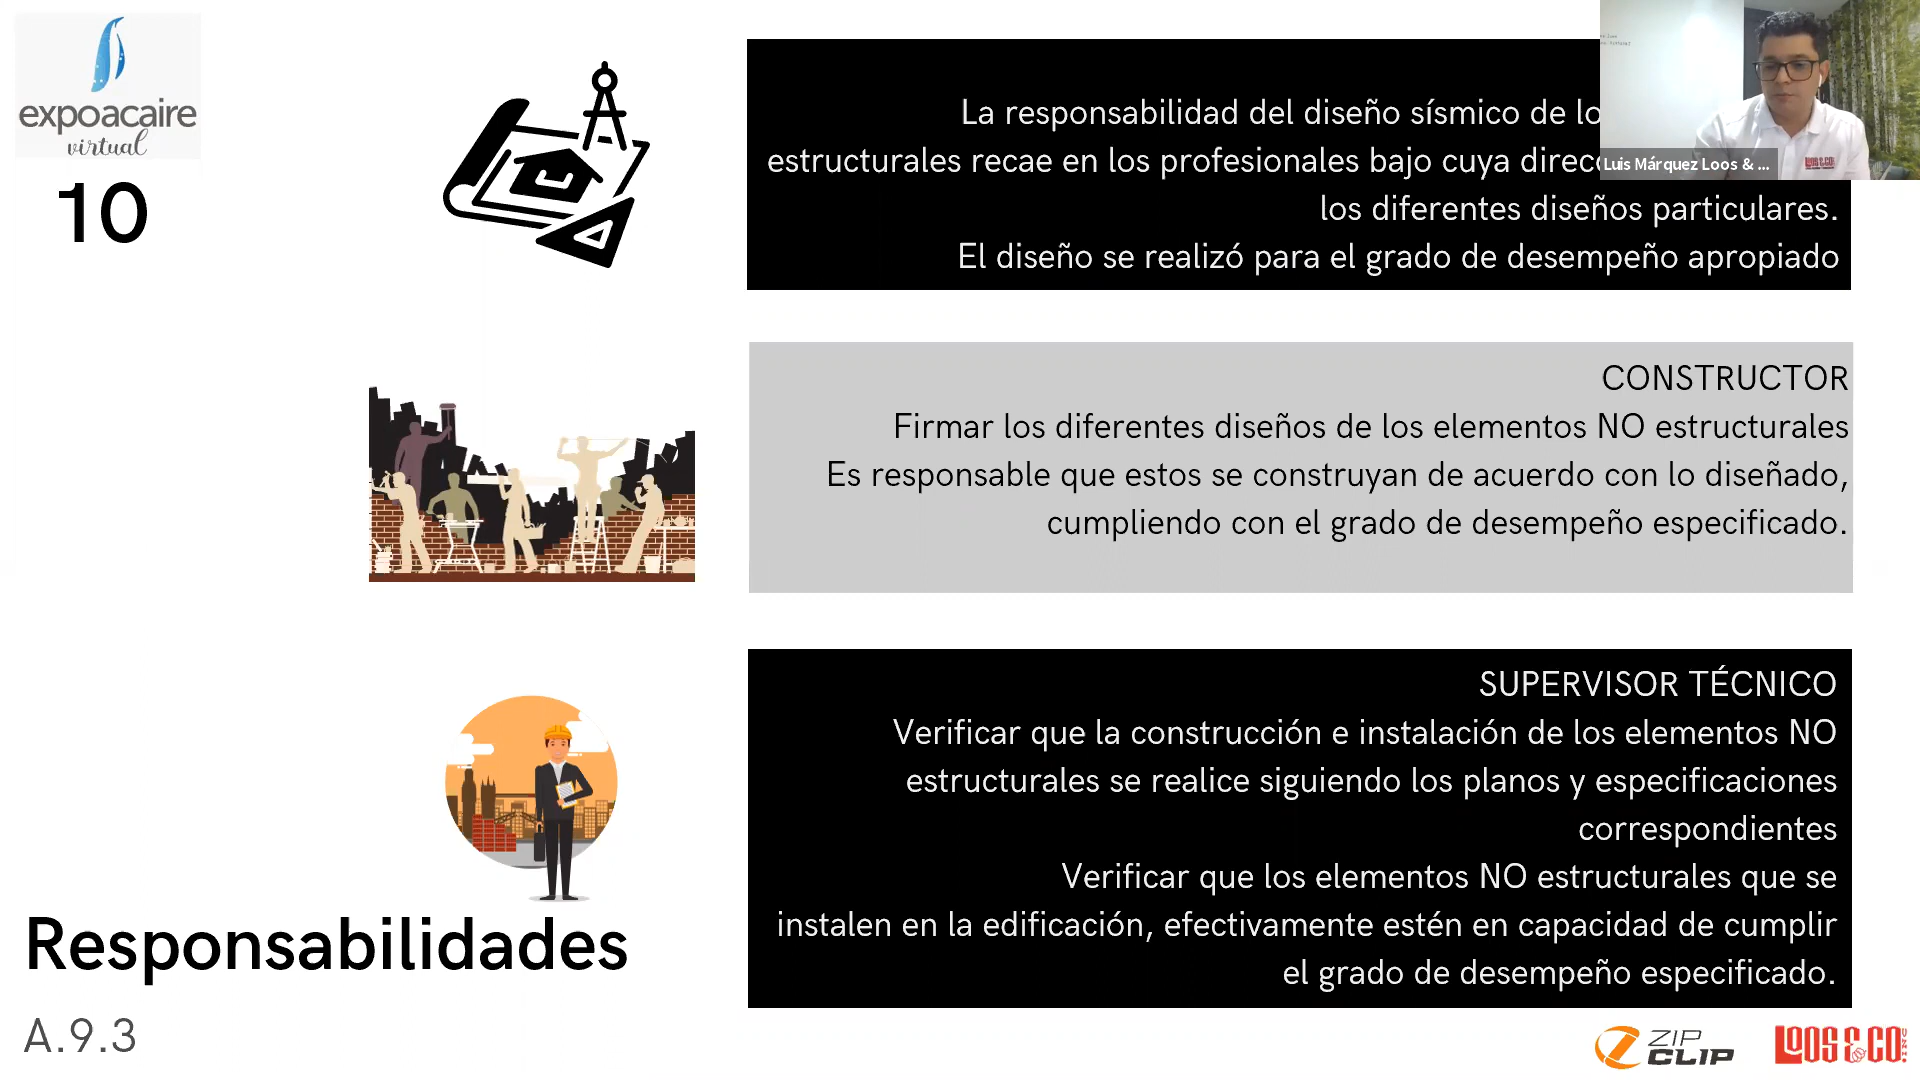 expoacaire
virtual
10
La responsabilidad del diseño sísmico de
estructurales recae en los profesionales bajo cuya
los diferentes diseños particulares.
El diseño se realizó para el grado de desempeño apropiado
Luis Márquez Loos & ...
LOOS&CO
CONSTRUCTOR
Firmar los diferentes diseños de los elementos NO estructurales
Es responsable que estos se construyan de acuerdo con lo diseñado,
cumpliendo con el grado de desempeño especificado.
SUPERVISOR TÉCNICO
Verificar que la construcción e instalación de los elementos NO
estructurales se realice siguiendo los planos y especificaciones
correspondientes
Verificar que los elementos NO estructurales que se
instalen en la edificación, efectivamente estén en capacidad de cumplir
el grado de desempeño especificado.
Responsabilidades
A.9.3
ZIP
CLIP
LOOS & CO.